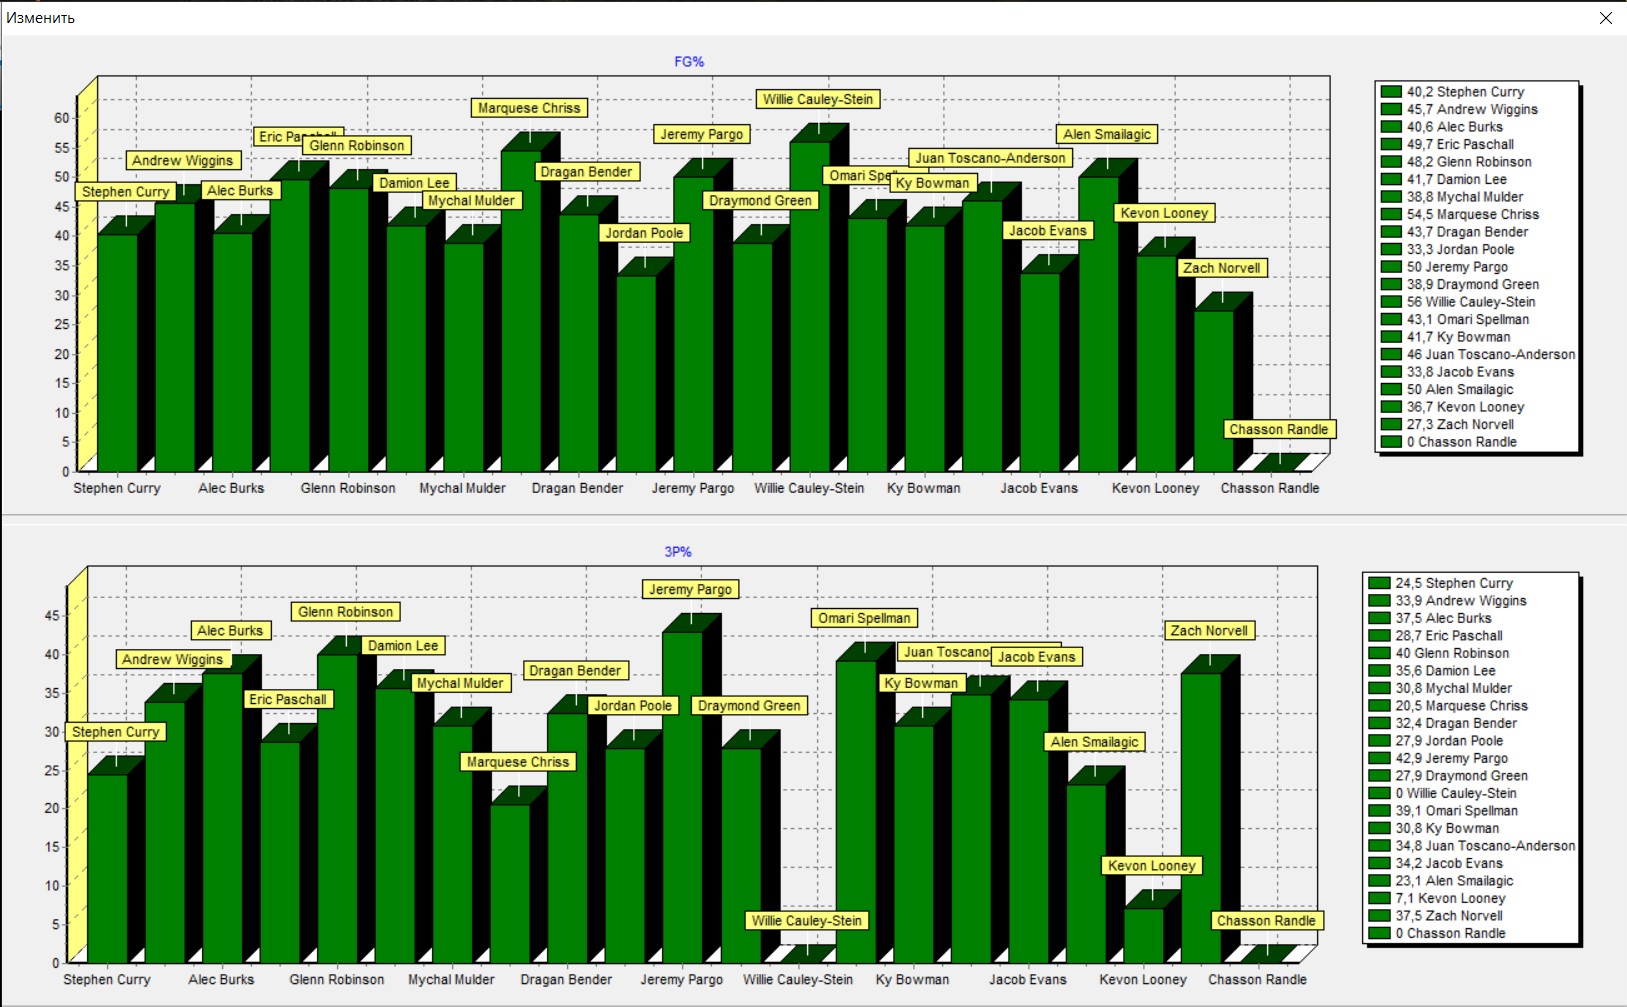 Изменить
FG%
60
55
50
45
40
35
30
25
20
15
10
5
0
Stephen Curry
Andrew Wiggins
Alec Burks
Eric Paschall
Glenn Robinson
Damion Lee
Mychal Mulder
Marquese Chriss
Dragan Bender
Jordan Poole
Jeremy Pargo
Draymond Green
Willie Cauley-Stein
Omari Spel
Ky Bowman
Juan Toscano-Anderson
Jacob Evans
Alen Smailagic
Kevon Looney
Zach Norvell
Chasson Randle
Stephen Curry
Alec Burks
Glenn Robinson
Mychal Mulder
Dragan Bender
Jeremy Pargo
Willie Cauley-Stein
Ky Bowman
Jacob Evans
Kevon Looney
Chasson Randle
40,2 Stephen Curry
45,7 Andrew Wiggins
40,6 Alec Burks
49,7 Eric Paschall
48,2 Glenn Robinson
41,7 Damion Lee
38,8 Mychal Mulder
54,5 Marquese Chriss
43,7 Dragan Bender
33,3 Jordan Poole
50 Jeremy Pargo
38,9 Draymond Green
56 Willie Cauley-Stein
43,1 Omari Spellman
41,7 Ky Bowman
46 Juan Toscano-Anderson
33,8 Jacob Evans
50 Alen Smailagic
36,7 Kevon Looney
27,3 Zach Norvell
0 Chasson Randle
3P%
45
40
35
30
25
20
15
10
5
0
Stephen Curry
Andrew Wiggins
Alec Burks
Eric Paschall
Glenn Robinson
Damion Lee
Mychal Mulder
Marquese Chriss
Dragan Bender
Jordan Poole
Jeremy Pargo
Draymond Green
Willie Cauley-Stein
Omari Spellman
Ky Bowman
Juan Toscano
Jacob Evans
Alen Smailagic
Kevon Looney
Zach Norvell
Chasson Randle
Stephen Curry
Alec Burks
Glenn Robinson
Mychal Mulder
Dragan Bender
Jeremy Pargo
Willie Cauley-Stein
Ky Bowman
Jacob Evans
Kevon Looney
Chasson Randle
24,5 Stephen Curry
33,9 Andrew Wiggins
37,5 Alec Burks
28,7 Eric Paschall
40 Glenn Robinson
35,6 Damion Lee
30,8 Mychal Mulder
20,5 Marquese Chriss
32,4 Dragan Bender
27,9 Jordan Poole
42,9 Jeremy Pargo
27,9 Draymond Green
0 Willie Cauley-Stein
39,1 Omari Spellman
30,8 Ky Bowman
34,8 Juan Toscano-Anderson
34,2 Jacob Evans
23,1 Alen Smailagic
7,1 Kevon Looney
37,5 Zach Norvell
0 Chasson Randle